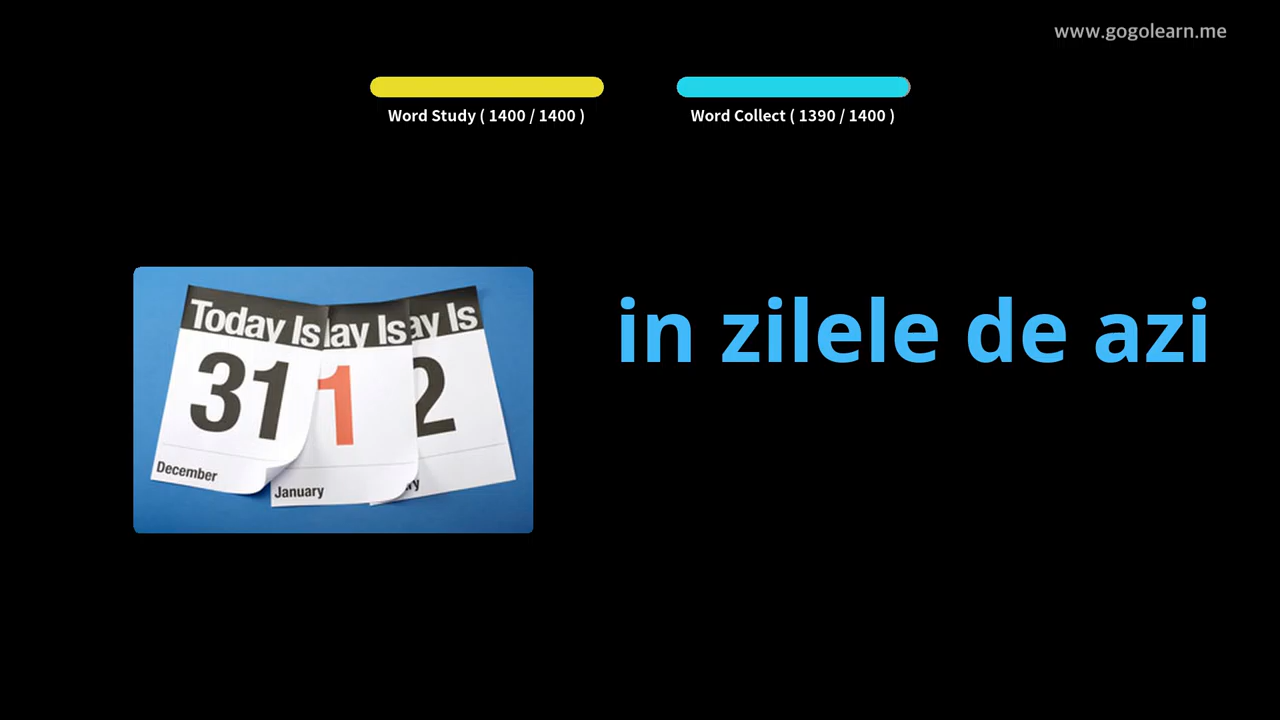 www.gogolearn.me
Word Study ( 1400 / 1400 )
Word Collect ( 1390 / 1400 )
in zilele de azi
Today Is
31
December
ay Is
1
January
ay Is
2
ry